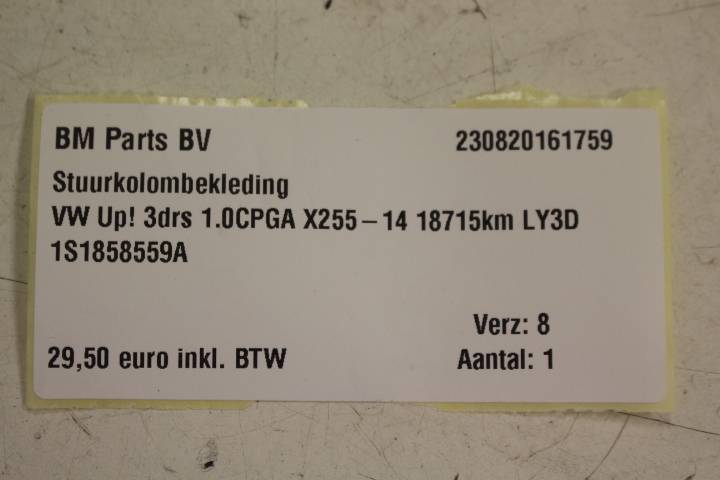 BM Parts BV 230820161759
Stuurkolombekleding
VW Up! 3drs 1.0CPGA X255-14 18715km LY3D
1S1858559A
Verz: 8
29,50 euro inkl. BTW Aantal: 1